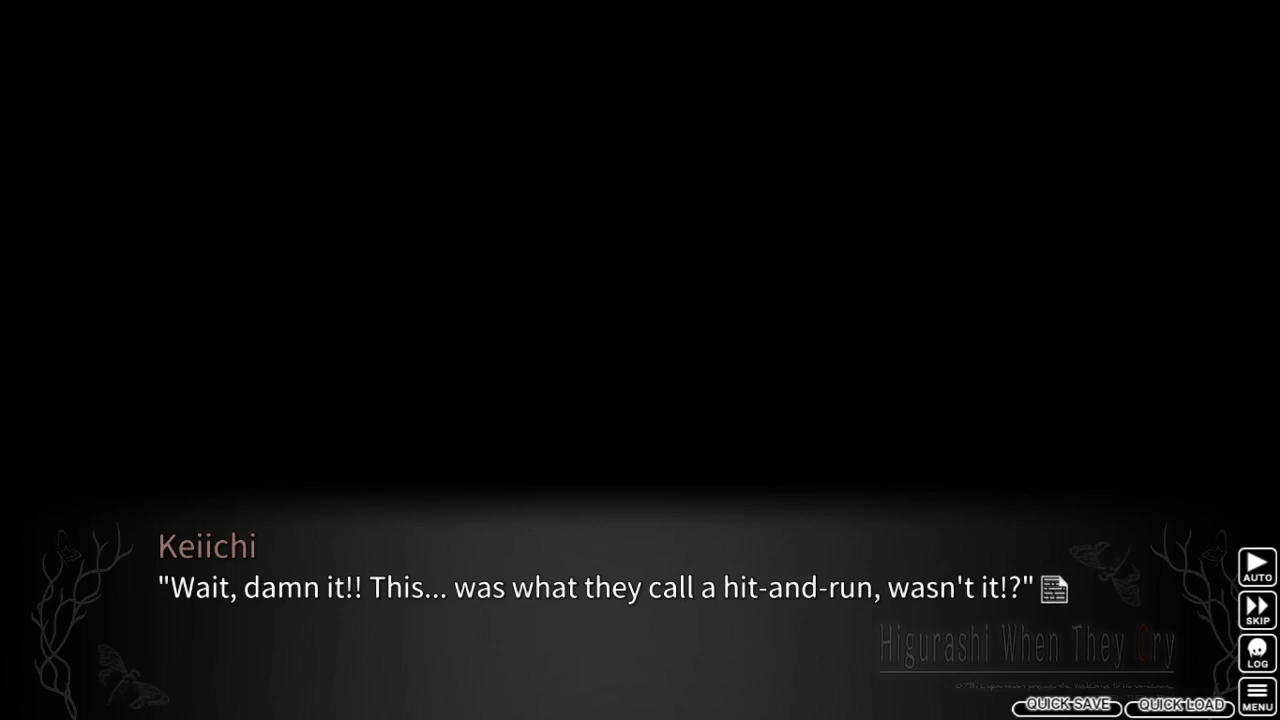 Keiichi
"Wait, damn it!! This... was what they call a hit-and-run, wasn't it!?"
AUTO
SKIP
Higurashi When They Cry
LOG
MENU
QUICK SAVE
QUICK LOAD